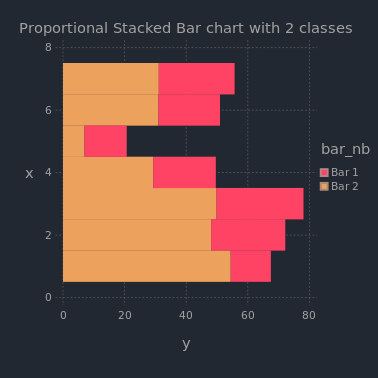 Proportional Stacked Bar chart with 2 classes
8
6
4
2
0
x
0 20 40 60 80
y
bar_nb
Bar 1
Bar 2